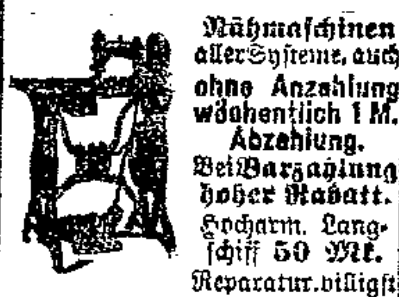 Nähmaschinen
aller Systeme, auch
ohne Anzahlung
wöchentlich 1 M.
Abzahlung.
Bei Barzahlung
hoher Rabatt.
Hocharm. Lang-
schiff 50 Mk.
Reparatur. billigst